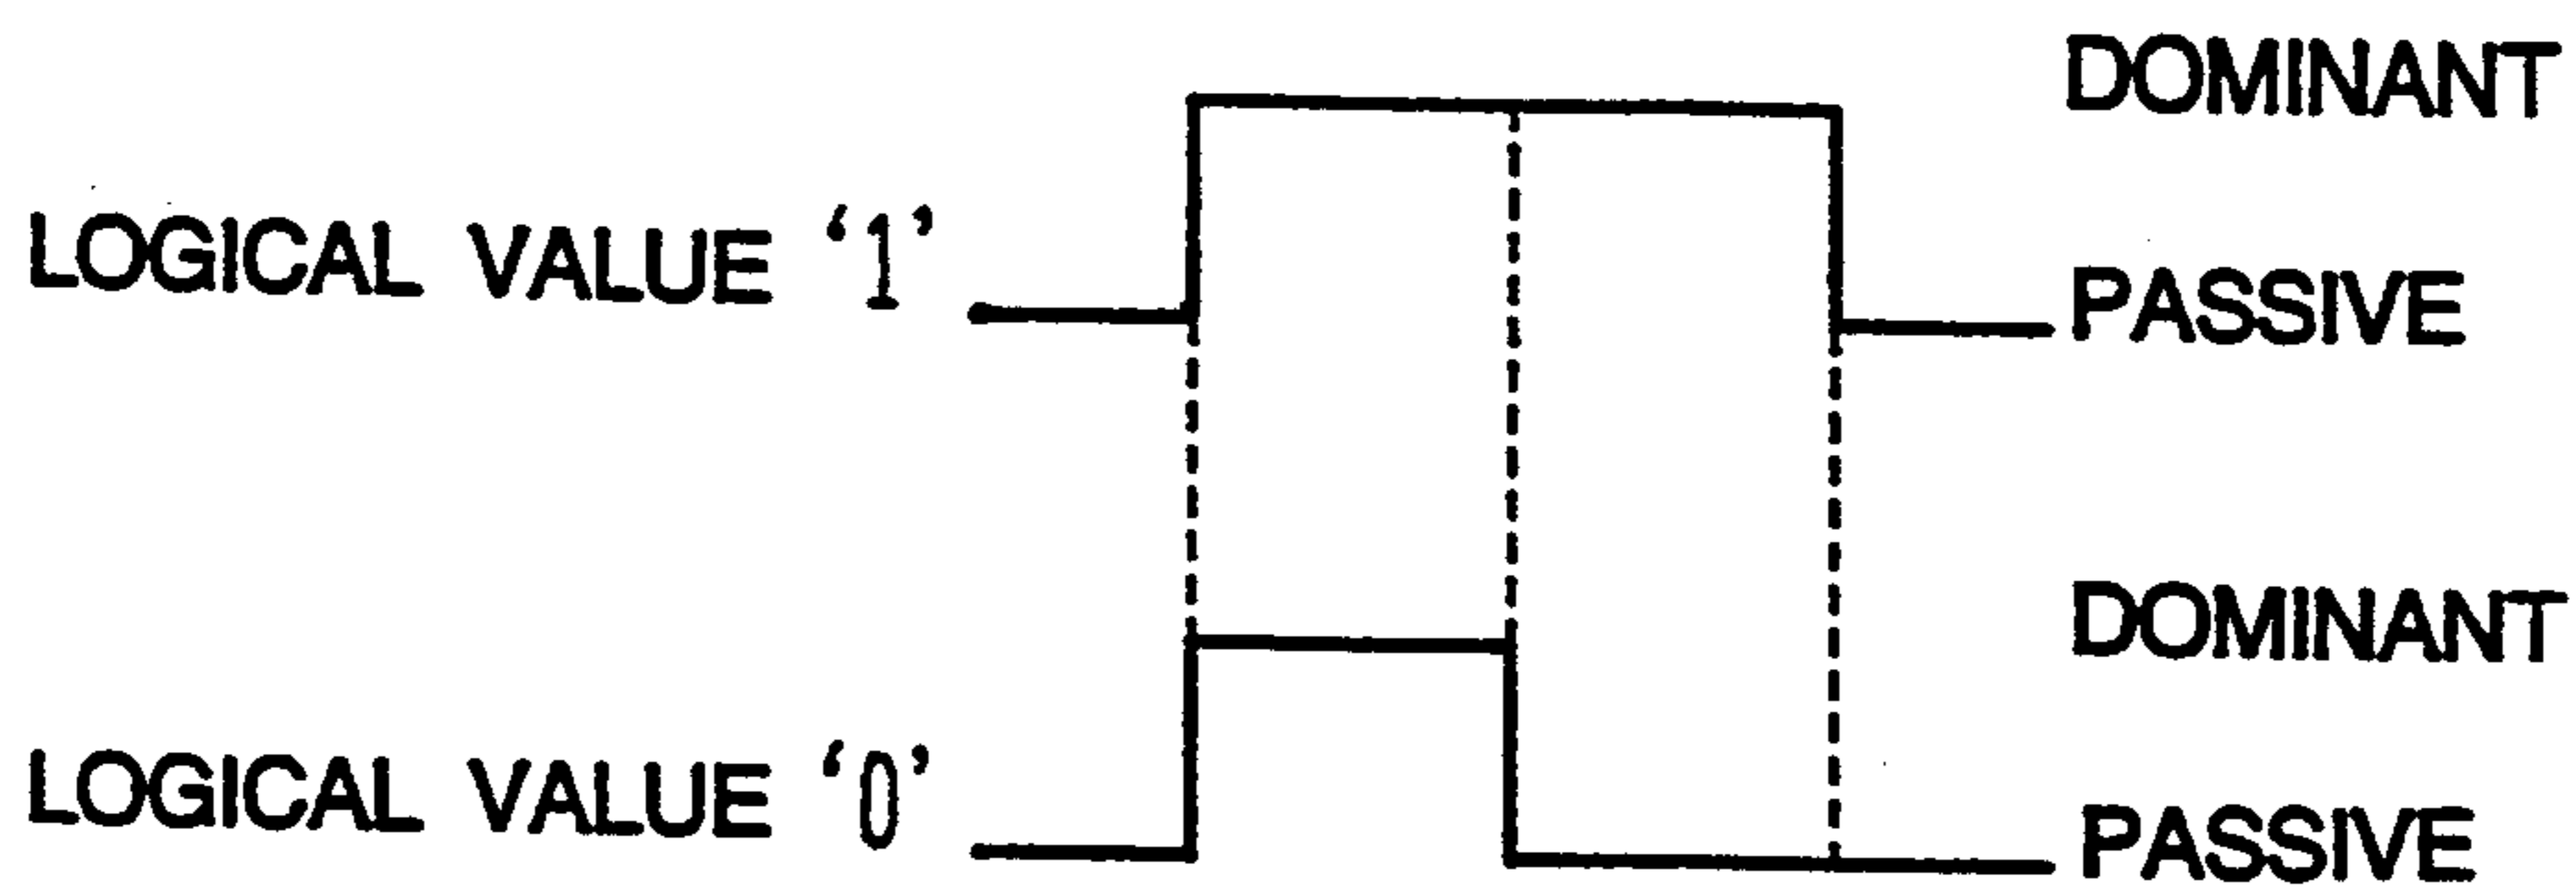 DOMINANT
LOGICAL VALUE ‘1’
PASSIVE
DOMINANT
LOGICAL VALUE ‘0’
PASSIVE